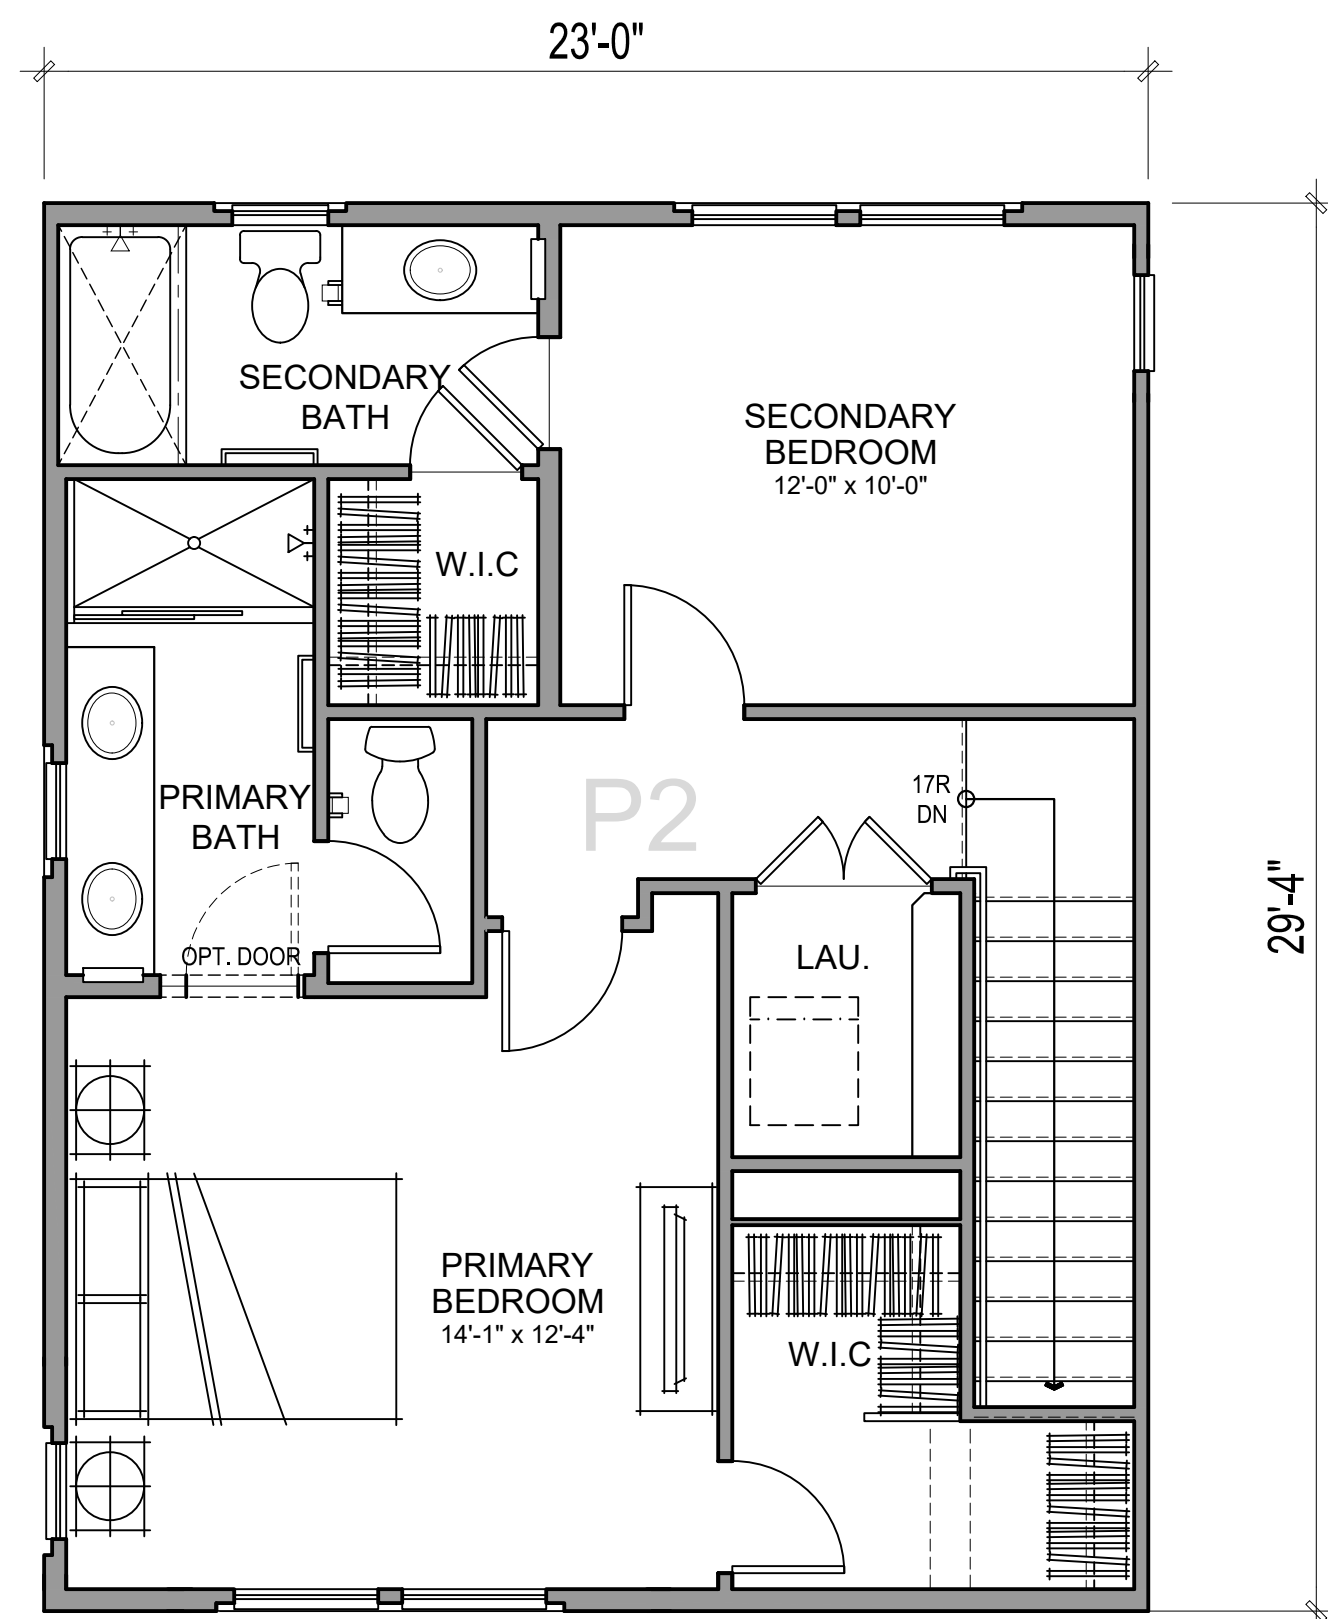 23'-0"
SECONDARY
BATH
SECONDARY
BEDROOM
12'-0" x 10'-0"
W.I.C
PRIMARY
BATH
P2
17R
DN
29'-4"
OPT. DOOR
LAU.
PRIMARY
BEDROOM
14'-1" x 12'-4"
W.I.C